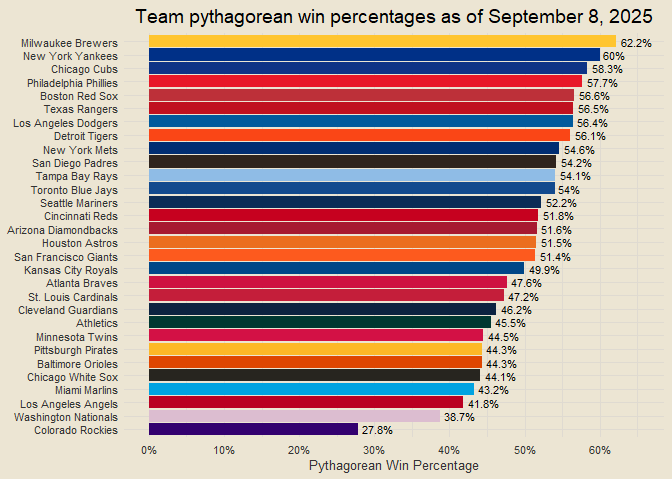 Team pythagorean win percentages as of September 8, 2025
Milwaukee Brewers 62.2%
New York Yankees 60%
Chicago Cubs 58.3%
Philadelphia Phillies 57.7%
Boston Red Sox 56.6%
Texas Rangers 56.5%
Los Angeles Dodgers 56.4%
Detroit Tigers 56.1%
New York Mets 54.6%
San Diego Padres 54.2%
Tampa Bay Rays 54.1%
Toronto Blue Jays 54%
Seattle Mariners 52.2%
Cincinnati Reds 51.8%
Arizona Diamondbacks 51.6%
Houston Astros 51.5%
San Francisco Giants 51.4%
Kansas City Royals 49.9%
Atlanta Braves 47.6%
St. Louis Cardinals 47.2%
Cleveland Guardians 46.2%
Athletics 45.5%
Minnesota Twins 44.5%
Pittsburgh Pirates 44.3%
Baltimore Orioles 44.3%
Chicago White Sox 44.1%
Miami Marlins 43.2%
Los Angeles Angels 41.8%
Washington Nationals 38.7%
Colorado Rockies 27.8%
0% 10% 20% 30% 40% 50% 60%
Pythagorean Win Percentage